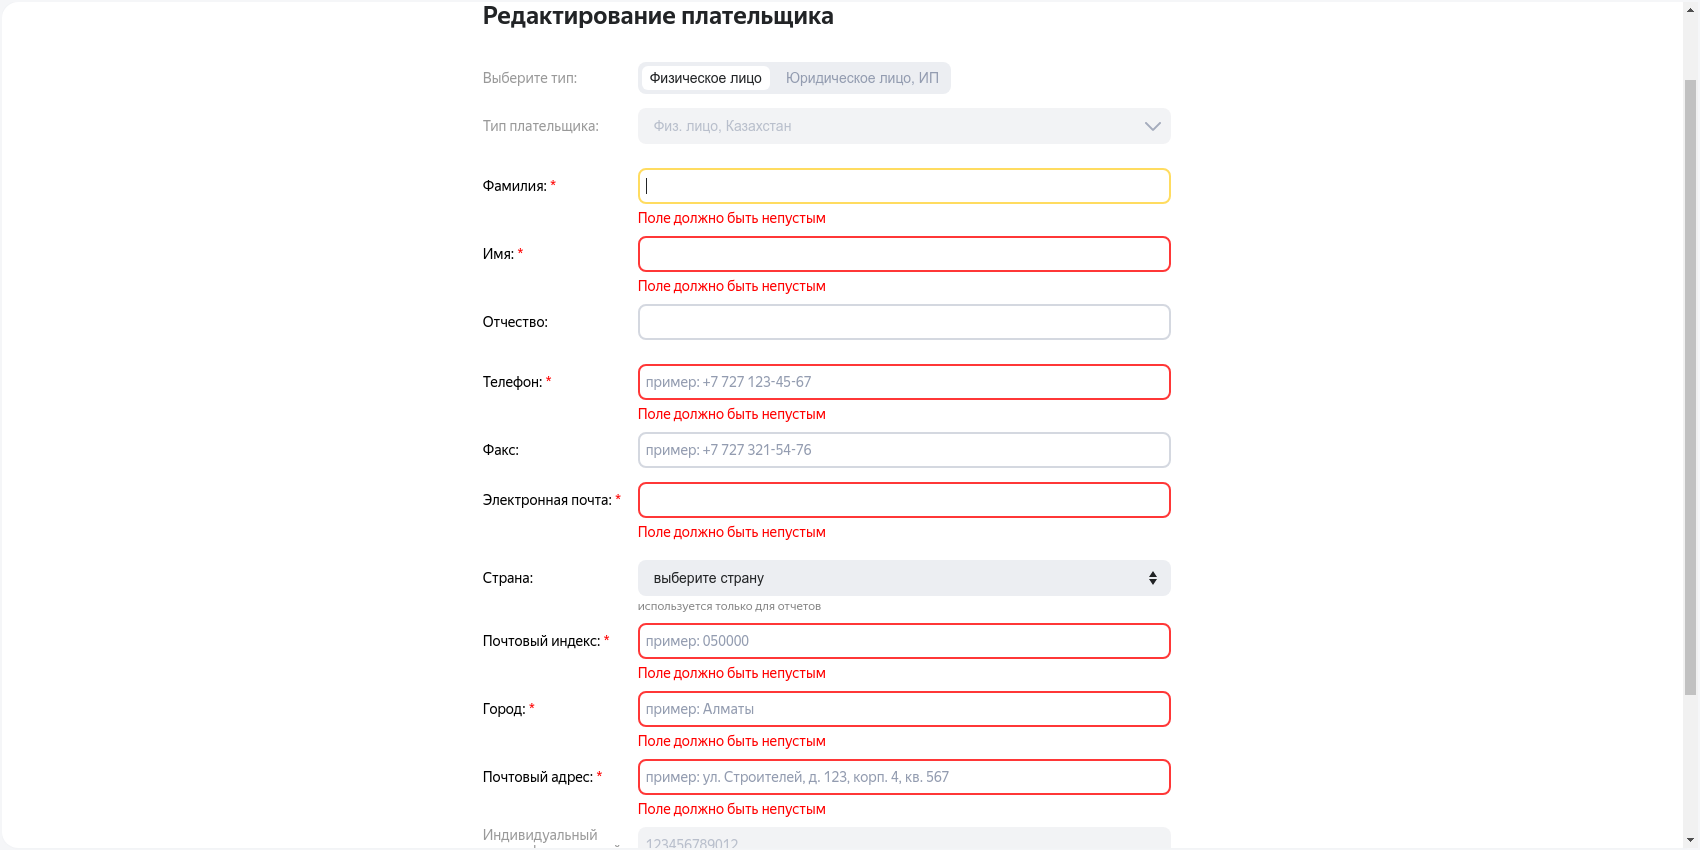 Редактирование плательщика
Выберите тип:
Физическое лицо Юридическое лицо, ИП
Тип плательщика:
Физ. лицо, Казахстан
Фамилия: *
Поле должно быть непустым
Имя: *
Поле должно быть непустым
Отчество:
Телефон: *
пример: +7 727 123-45-67
Поле должно быть непустым
Факс:
пример: +7 727 321-54-76
Электронная почта: *
Поле должно быть непустым
Страна:
выберите страну
используется только для отчетов
Почтовый индекс: *
пример: 050000
Поле должно быть непустым
Город: *
пример: Алматы
Поле должно быть непустым
Почтовый адрес: *
пример: ул. Строителей, д. 123, корп. 4, кв. 567
Поле должно быть непустым
Индивидуальный
123456789012